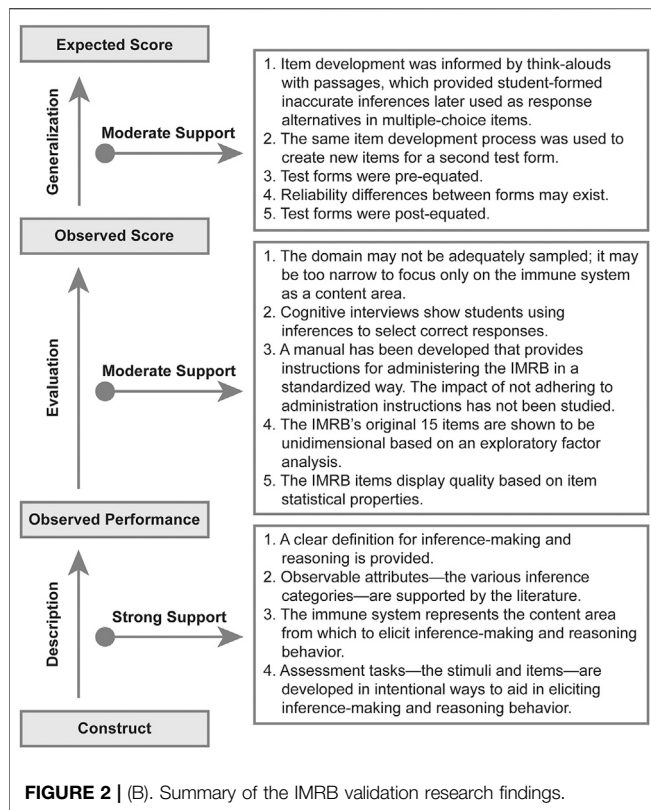 Expected Score
Generalization
Moderate Support
1. Item development was informed by think-alouds
with passages, which provided student-formed
inaccurate inferences later used as response
alternatives in multiple-choice items.
2. The same item development process was used to
create new items for a second test form.
3. Test forms were pre-equated.
4. Reliability differences between forms may exist.
5. Test forms were post-equated.
Observed Score
Evaluation
Moderate Support
1. The domain may not be adequately sampled; it may
be too narrow to focus only on the immune system
as a content area.
2. Cognitive interviews show students using
inferences to select correct responses.
3. A manual has been developed that provides
instructions for administering the IMRB in a
standardized way. The impact of not adhering to
administration instructions has not been studied.
4. The IMRB's original 15 items are shown to be
unidimensional based on an exploratory factor
analysis.
5. The IMRB items display quality based on item
statistical properties.
Observed Performance
Description
Strong Support
1. A clear definition for inference-making and
reasoning is provided.
2. Observable attributes—the various inference
categories—are supported by the literature.
3. The immune system represents the content area
from which to elicit inference-making and reasoning
behavior.
4. Assessment tasks—the stimuli and items—are
developed in intentional ways to aid in eliciting
inference-making and reasoning behavior.
Construct
FIGURE 2 | (B). Summary of the IMRB validation research findings.